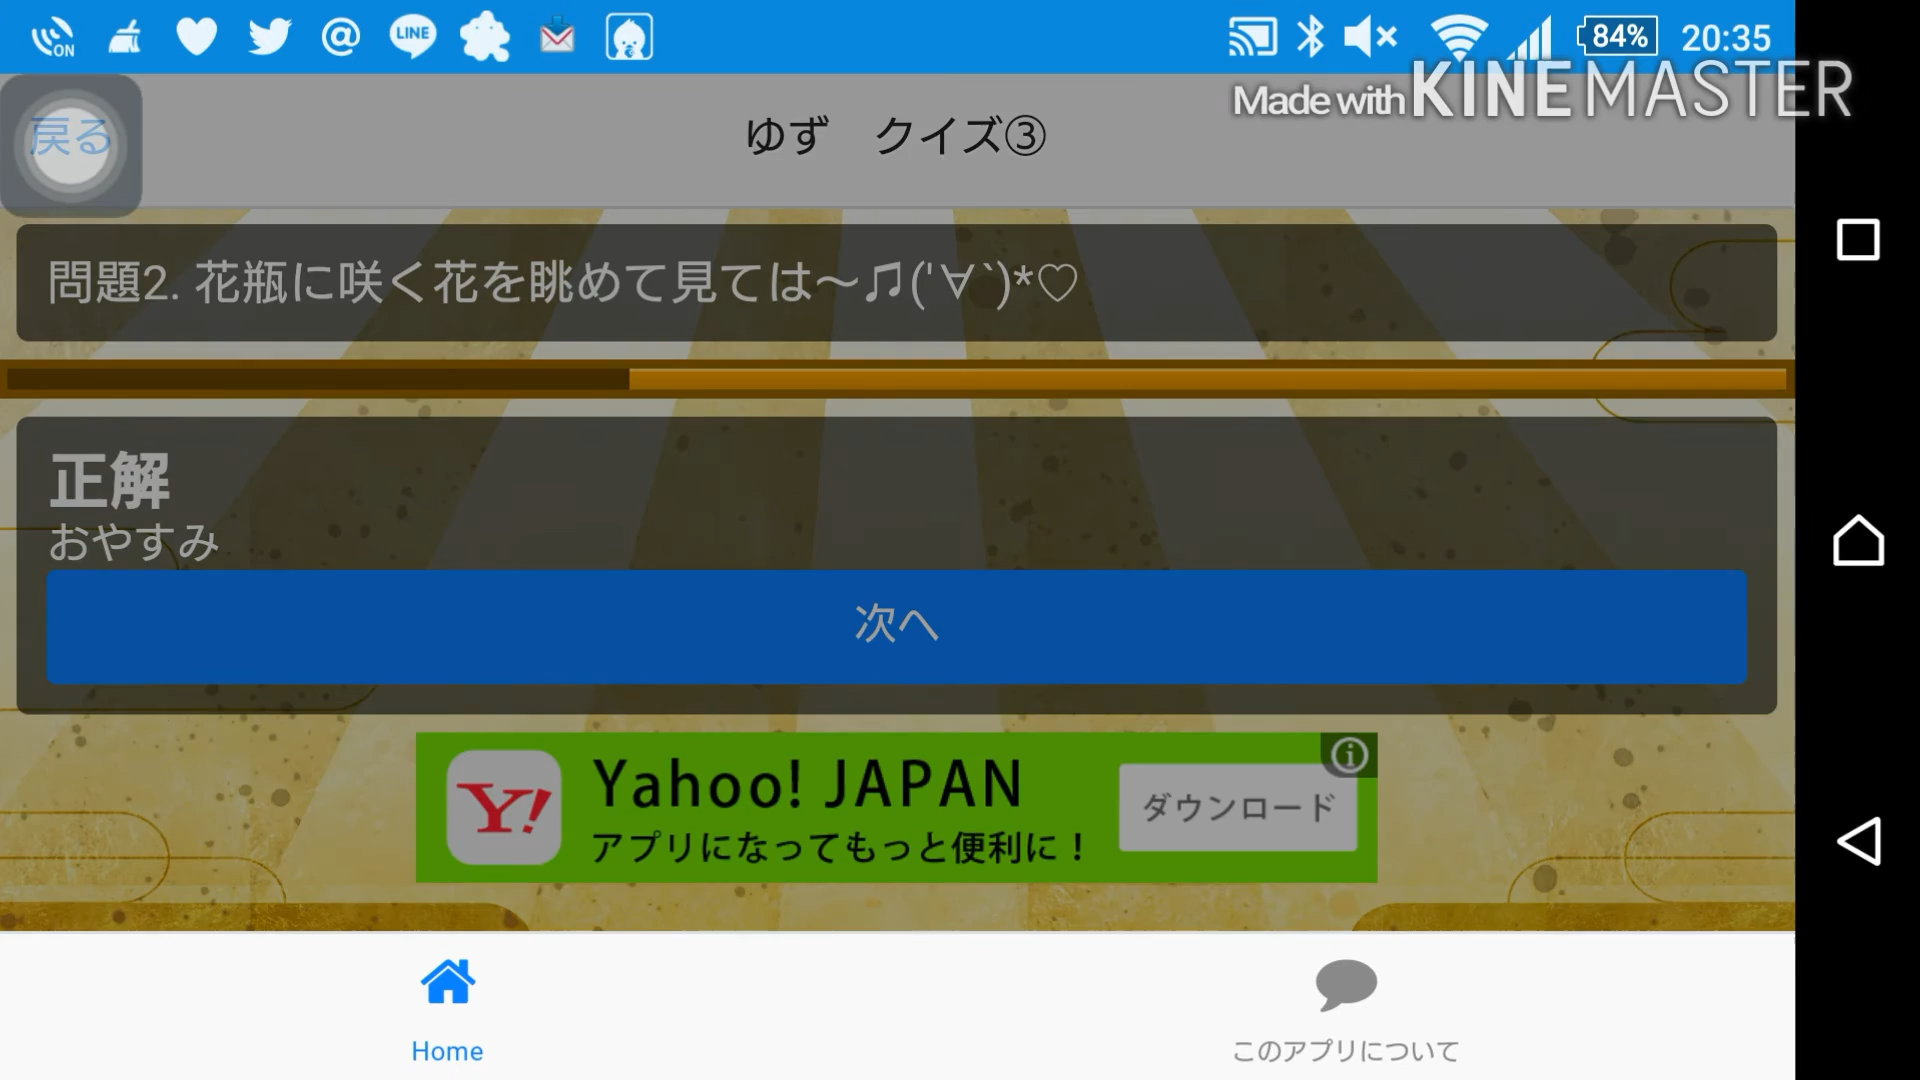 ON
LINE
84%
20:35
Made with KINEMASTER
戻る
ゆず　クイズ③
問題2. 花瓶に咲く花を眺めて見ては〜♫('∀`)*♡
正解
おやすみ
次へ
Y!
Yahoo! JAPAN
アプリになってもっと便利に！
ダウンロード
Home
このアプリについて